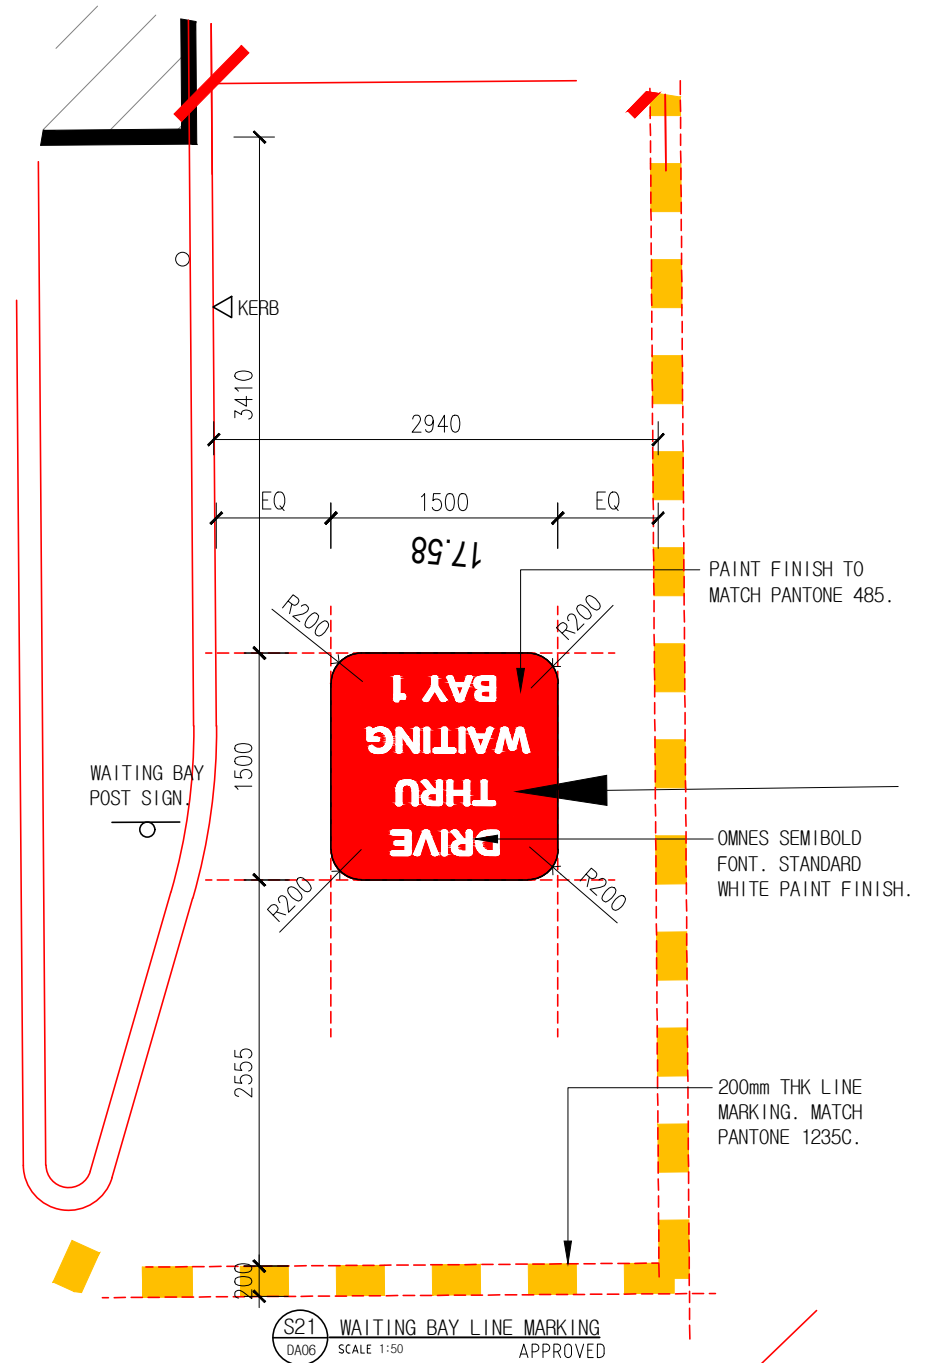 KERB
3410
2940
EQ
1500
EQ
17.58
PAINT FINISH TO
MATCH PANTONE 485.
R200
R200
DRIVE
THRU
WAITING
BAY 1
1500
WAITING BAY
POST SIGN.
OMNES SEMIBOLD
FONT. STANDARD
WHITE PAINT FINISH.
R200
R200
2555
200mm THK LINE
MARKING. MATCH
PANTONE 1235C.
200
S21
DA06
WAITING BAY LINE MARKING
SCALE 1:50
APPROVED